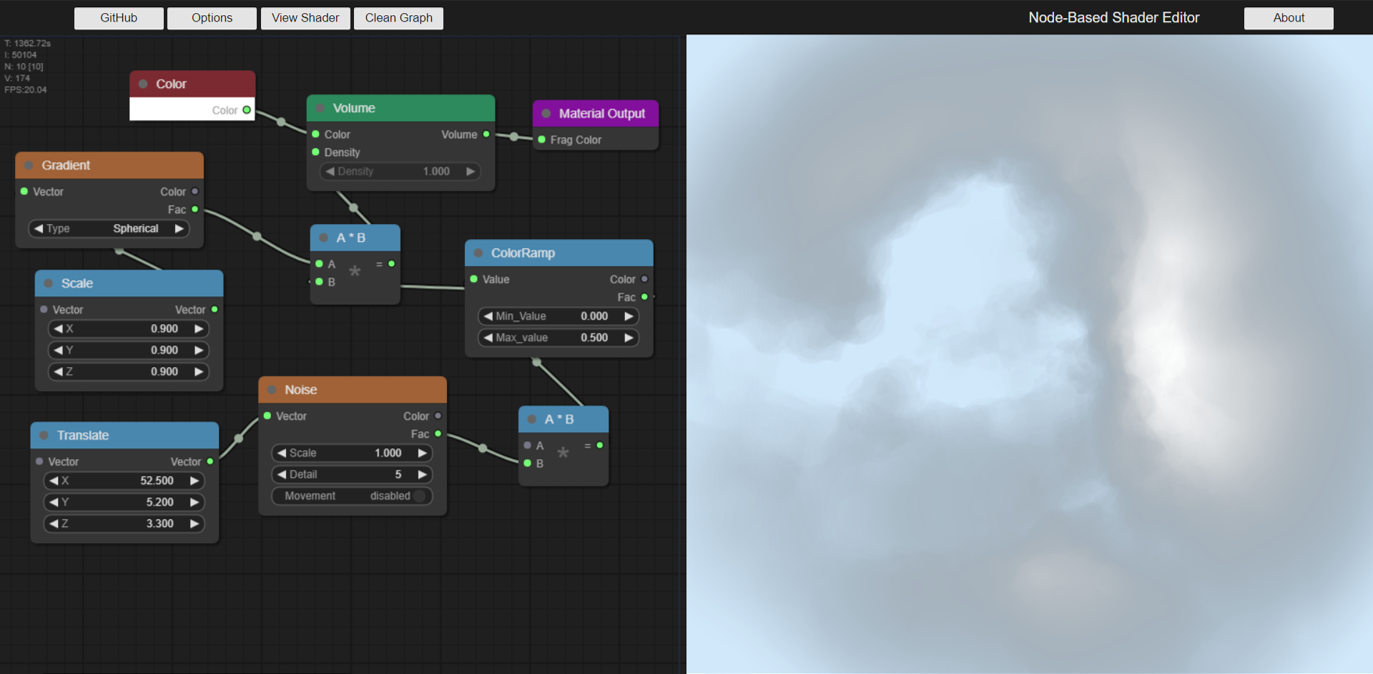 GitHub Options View Shader Clean Graph Node-Based Shader Editor About
T: 1362.72s
I: 50104
N: 10 [10]
V: 174
FPS:20.04
Color
Color
Volume
Color Volume
Density
Density 1.000
Material Output
Frag Color
Gradient
Vector Color
Fac
Type Spherical
A * B
A * =
B
ColorRamp
Value Color
Fac
Min_Value 0.000
Max_value 0.500
Scale
Vector Vector
X 0.900
Y 0.900
Z 0.900
Noise
Vector Color
Fac
Scale 1.000
Detail 5
Movement disabled
A * B
A * =
B
Translate
Vector Vector
X 52.500
Y 5.200
Z 3.300